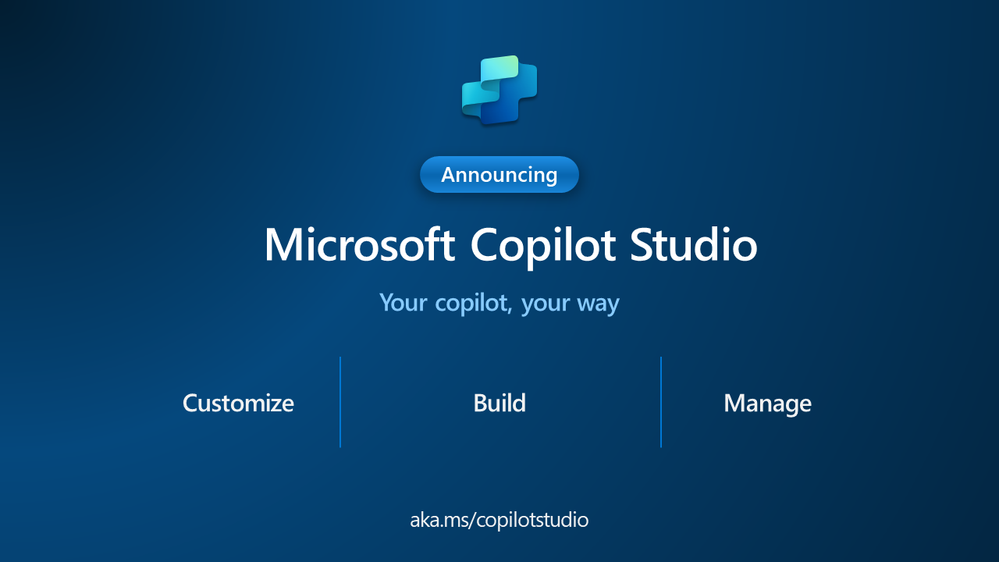 Announcing
Microsoft Copilot Studio
Your copilot, your way
Customize
Build
Manage
aka.ms/copilotstudio